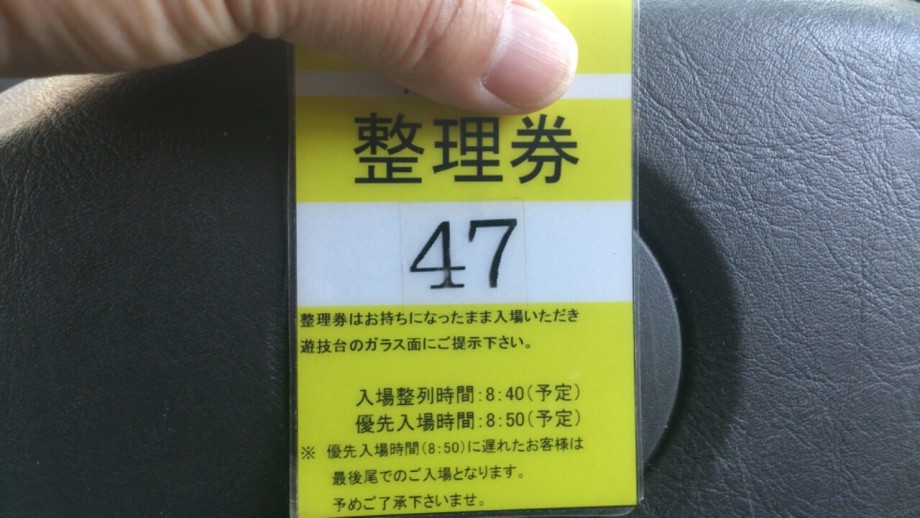 整理券
47
整理券はお持ちになったまま入場いただき
遊技台のガラス面にご提示下さい。
入場整列時間:8:40(予定)
優先入場時間:8:50(予定)
※ 優先入場時間(8:50)に遅れたお客様は
最後尾でのご入場となります。
予めご了承下さいませ。